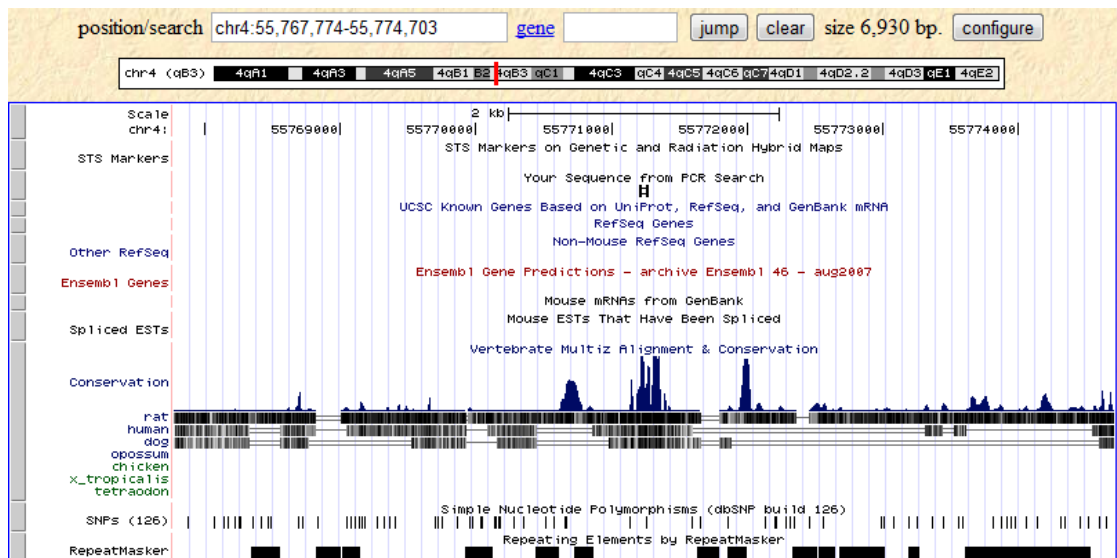 position/search chr4:55,767,774-55,774,703 gene jump clear size 6,930 bp. configure
chr4 (qB3) 4qA1 4qA3 4qA5 4qB1 B2 4qB3 qC1 4qC3 qC4 4qC5 4qC6 qC7 4qD1 4qD2.2 4qD3 qE1 4qE2
Scale 2 kb
chr4: 55769000 55770000 55771000 55772000 55773000 55774000
STS Markers on Genetic and Radiation Hybrid Maps
STS Markers
Your Sequence from PCR Search
UCSC Known Genes Based on UniProt, RefSeq, and GenBank mRNA
RefSeq Genes
Non-Mouse RefSeq Genes
Other RefSeq
Ensembl Gene Predictions - archive Ensembl 46 - aug2007
Ensembl Genes
Mouse mRNAs from GenBank
Mouse ESTs That Have Been Spliced
Spliced ESTs
Vertebrate Multiz Alignment & Conservation
Conservation
rat
human
dog
opossum
chicken
x_tropicalis
tetraodon
Simple Nucleotide Polymorphisms (dbSNP build 126)
SNPs (126)
Repeating Elements by RepeatMasker
RepeatMasker